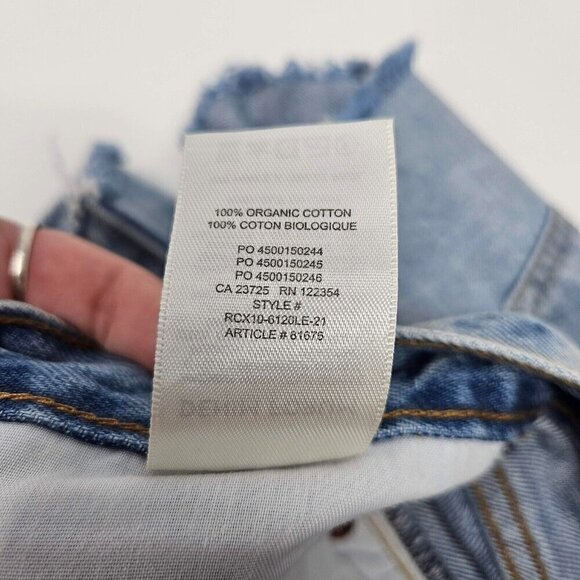 100% ORGANIC COTTON
100% COTON BIOLOGIQUE
PO 4500150244
PO 4500150245
PO 4500150246
CA 23725 RN 122354
STYLE #
RCX10-6120LE-21
ARTICLE # 61675